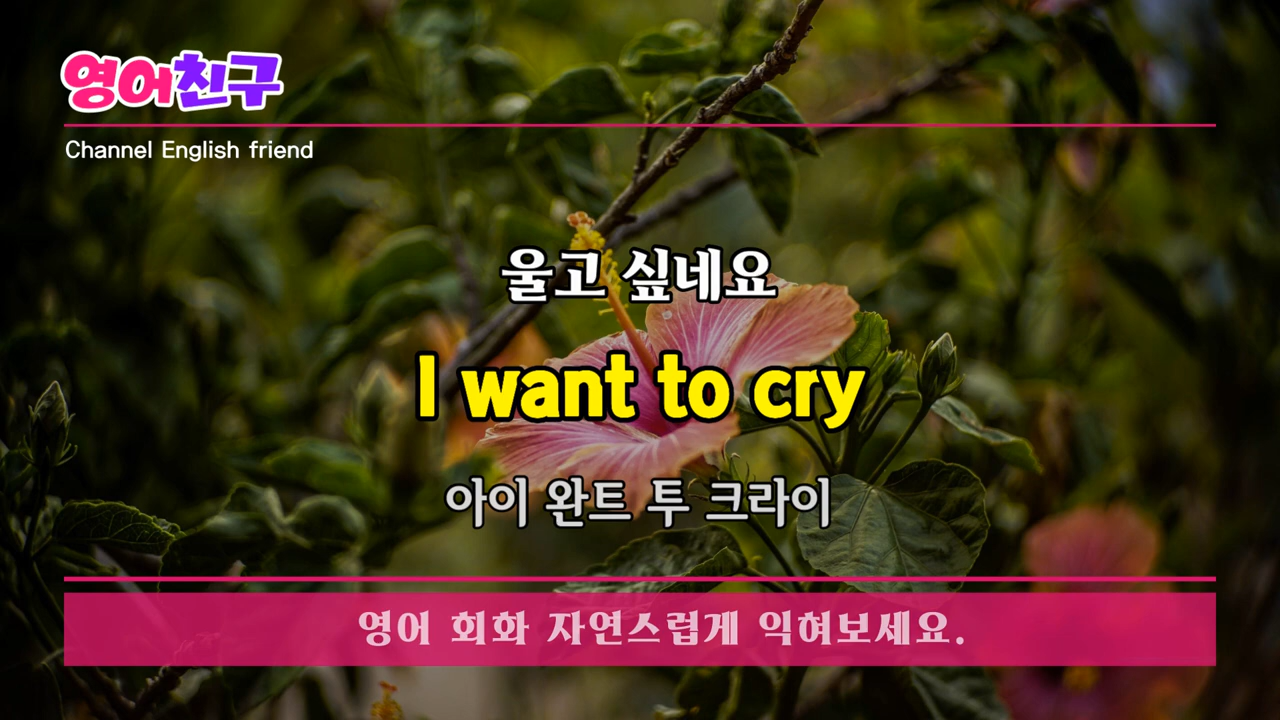 영어친구
Channel English friend
울고 싶네요
I want to cry
아이 완트 투 크라이
영어 회화 자연스럽게 익혀보세요.